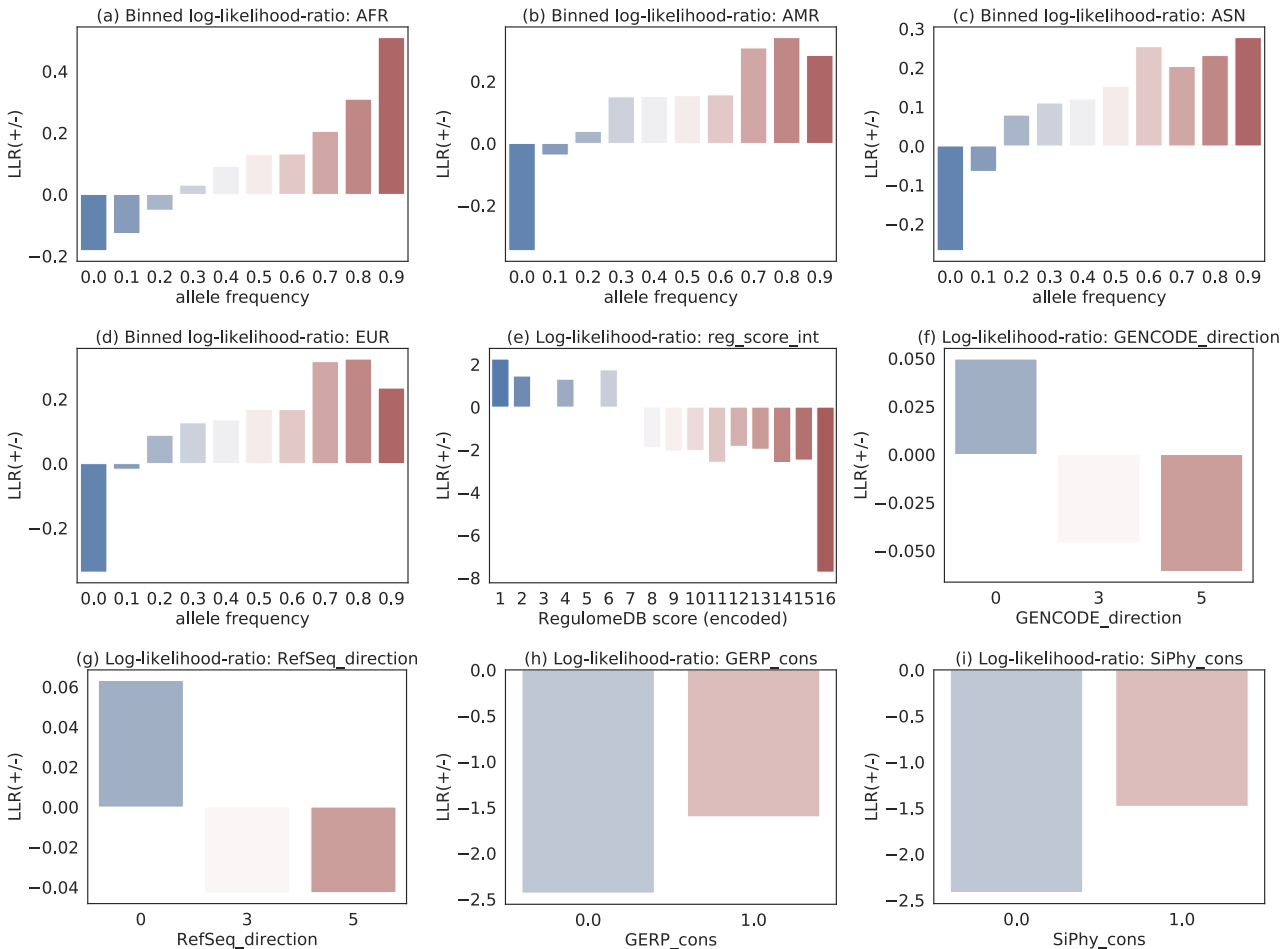 (a) Binned log-likelihood-ratio: AFR
LLR(+/-)
0.4
0.2
0.0
−0.2
0.0 0.1 0.2 0.3 0.4 0.5 0.6 0.7 0.8 0.9
allele frequency
(b) Binned log-likelihood-ratio: AMR
LLR(+/-)
0.2
0.0
−0.2
0.0 0.1 0.2 0.3 0.4 0.5 0.6 0.7 0.8 0.9
allele frequency
(c) Binned log-likelihood-ratio: ASN
LLR(+/-)
0.3
0.2
0.1
0.0
−0.1
−0.2
0.0 0.1 0.2 0.3 0.4 0.5 0.6 0.7 0.8 0.9
allele frequency
(d) Binned log-likelihood-ratio: EUR
LLR(+/-)
0.2
0.0
−0.2
0.0 0.1 0.2 0.3 0.4 0.5 0.6 0.7 0.8 0.9
allele frequency
(e) Log-likelihood-ratio: reg_score_int
LLR(+/-)
2
0
−2
−4
−6
−8
1 2 3 4 5 6 7 8 9 10 11 12 13 14 15 16
RegulomeDB score (encoded)
(f) Log-likelihood-ratio: GENCODE_direction
LLR(+/-)
0.050
0.025
0.000
−0.025
−0.050
0 3 5
GENCODE_direction
(g) Log-likelihood-ratio: RefSeq_direction
LLR(+/-)
0.06
0.04
0.02
0.00
−0.02
−0.04
0 3 5
RefSeq_direction
(h) Log-likelihood-ratio: GERP_cons
LLR(+/-)
0.0
−0.5
−1.0
−1.5
−2.0
−2.5
0.0 1.0
GERP_cons
(i) Log-likelihood-ratio: SiPhy_cons
LLR(+/-)
0.0
−0.5
−1.0
−1.5
−2.0
−2.5
0.0 1.0
SiPhy_cons